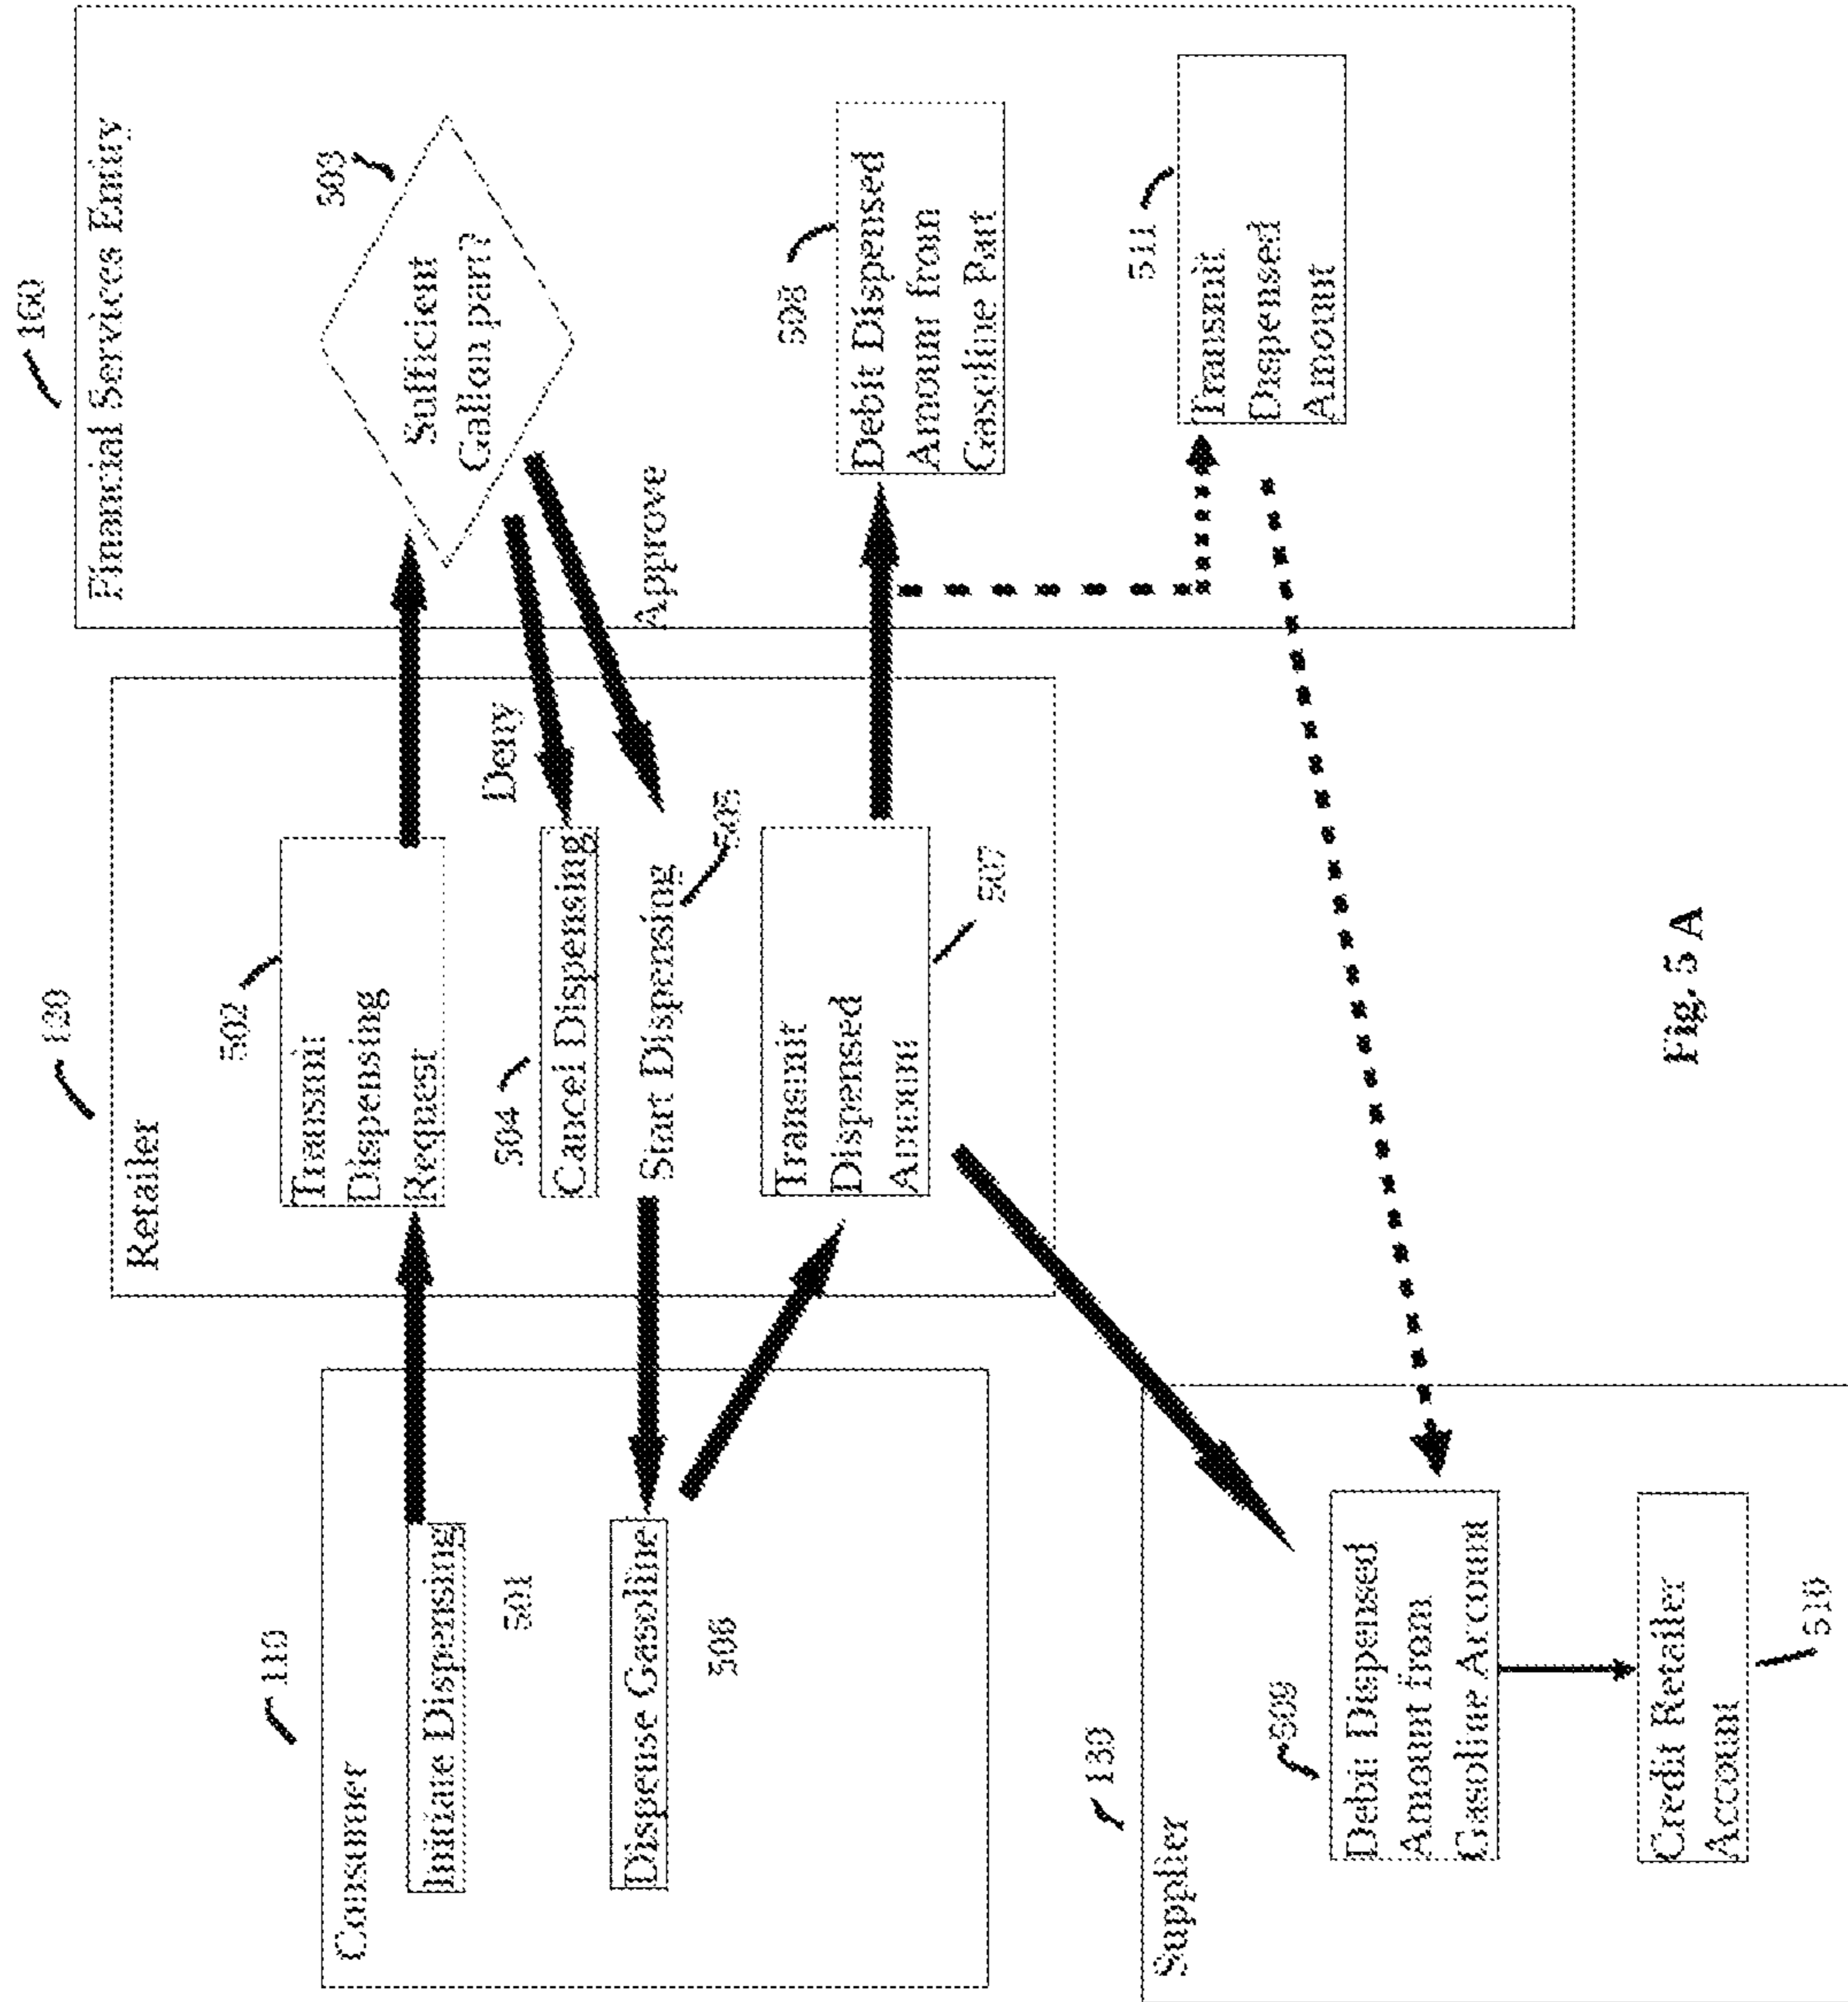 160
Financial Services Entity
Sufficient
Gallon part?
503
Approve
508
Debit Dispensed
Amount from
Gasoline Part
511
Transmit
Dispensed
Amount
Retailer
502
Transmit
Dispensing
Request
Deny
504
Cancel Dispensing
Start Dispensing
505
Transmit
Dispensed
Amount
507
110
Consumer
Initiate Dispensing
501
Dispense Gasoline
506
Supplier
509
Debit Dispensed
Amount from
Gasoline Account
Credit Retailer
Account
510
Fig. 5 A